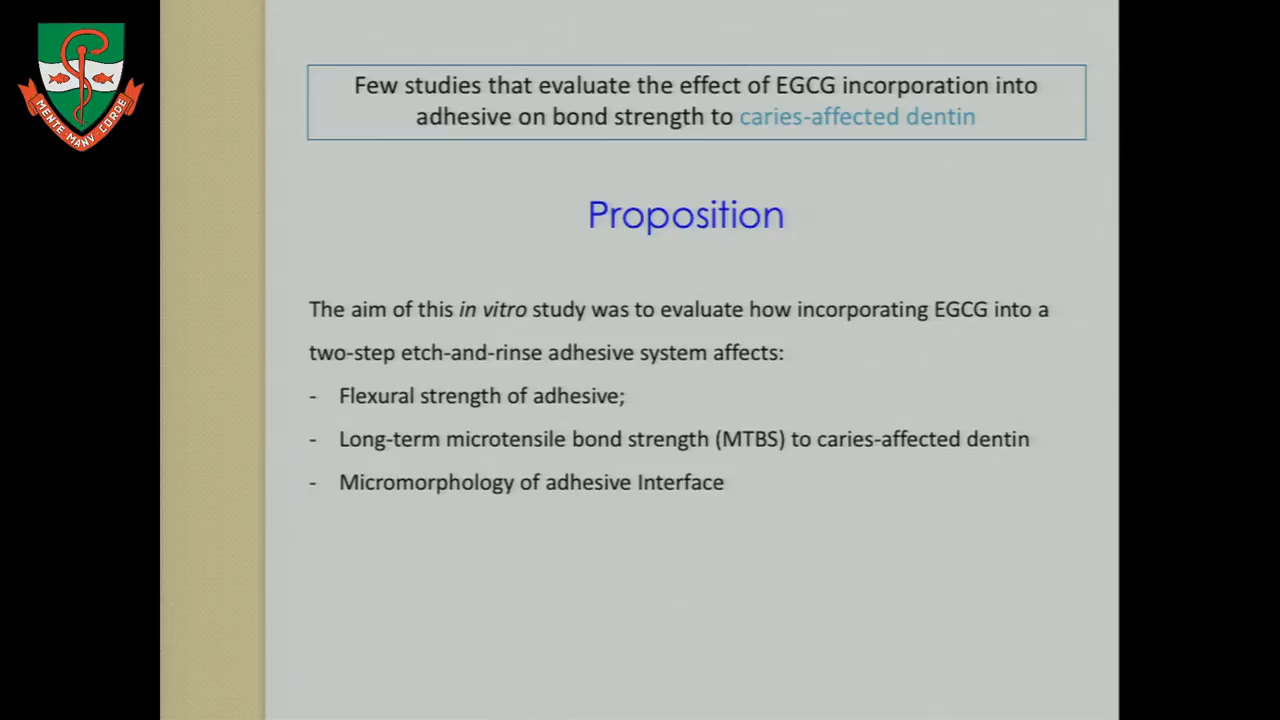 MENTE MANV CORDE
Few studies that evaluate the effect of EGCG incorporation into
adhesive on bond strength to caries-affected dentin
Proposition
The aim of this in vitro study was to evaluate how incorporating EGCG into a
two-step etch-and-rinse adhesive system affects:
- Flexural strength of adhesive;
- Long-term microtensile bond strength (MTBS) to caries-affected dentin
- Micromorphology of adhesive Interface